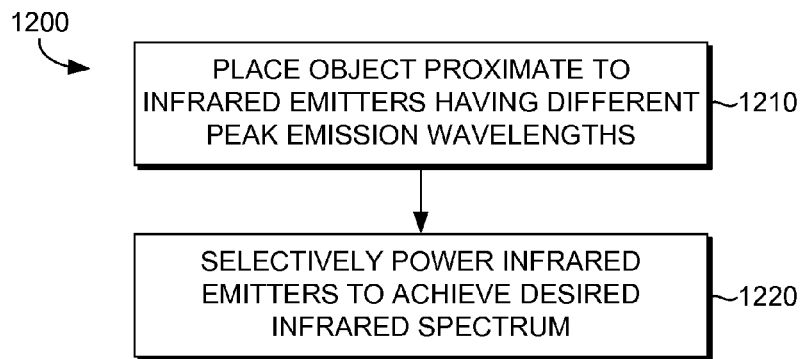 1200
PLACE OBJECT PROXIMATE TO
INFRARED EMITTERS HAVING DIFFERENT
PEAK EMISSION WAVELENGTHS
1210
SELECTIVELY POWER INFRARED
EMITTERS TO ACHIEVE DESIRED
INFRARED SPECTRUM
1220